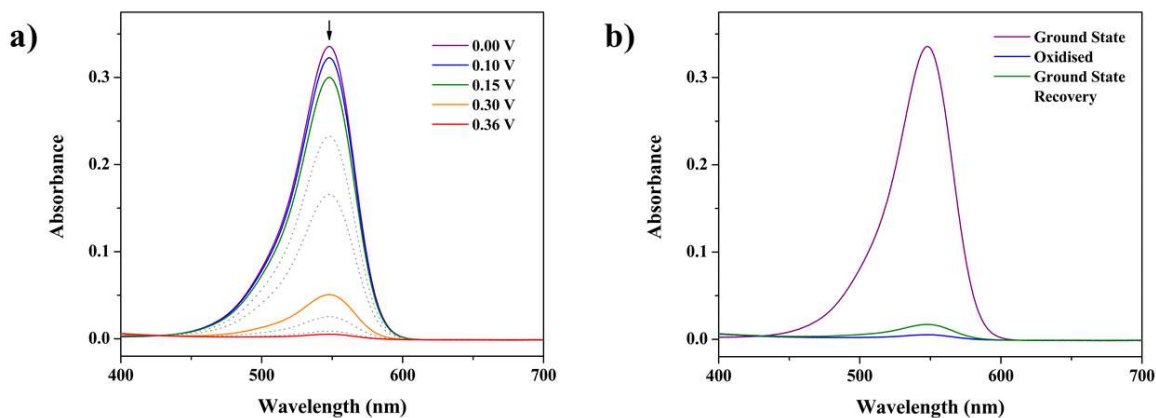 a)
0.00 V
0.10 V
0.15 V
0.30 V
0.36 V
0.3
0.2
0.1
0.0
Absorbance
400
500
600
700
Wavelength (nm)
b)
Ground State
Oxidised
Ground State
Recovery
0.3
0.2
0.1
0.0
Absorbance
400
500
600
700
Wavelength (nm)